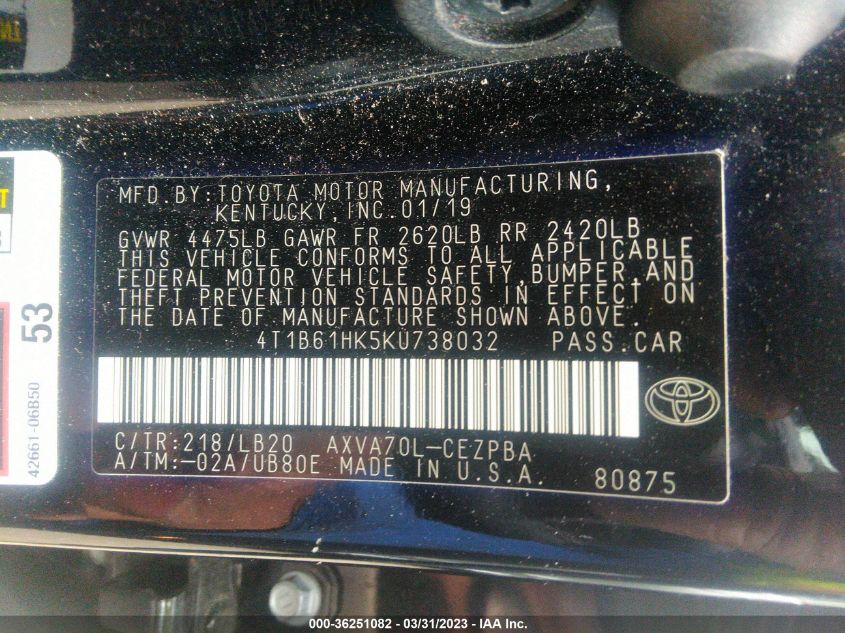 MFD.BY:TOYOTA MOTOR MANUFACTURING,
KENTUCKY,INC.01/19
GVWR 4475LB GAWR FR 2620LB RR 2420LB
THIS VEHICLE CONFORMS TO ALL APPLICABLE
FEDERAL MOTOR VEHICLE SAFETY,BUMPER,AND
THEFT PREVENTION STANDARDS IN EFFECT ON
THE DATE OF MANUFACTURE SHOWN ABOVE.
4T1B61HK5KU738032 PASS.CAR
C/TR:218/LB20 AXVA70L-CEZPBA
A/TM:-02A/UB80E MADE IN U.S.A. 80875
53
42661-06B50
000-36251082 - 03/31/2023 - IAA Inc.